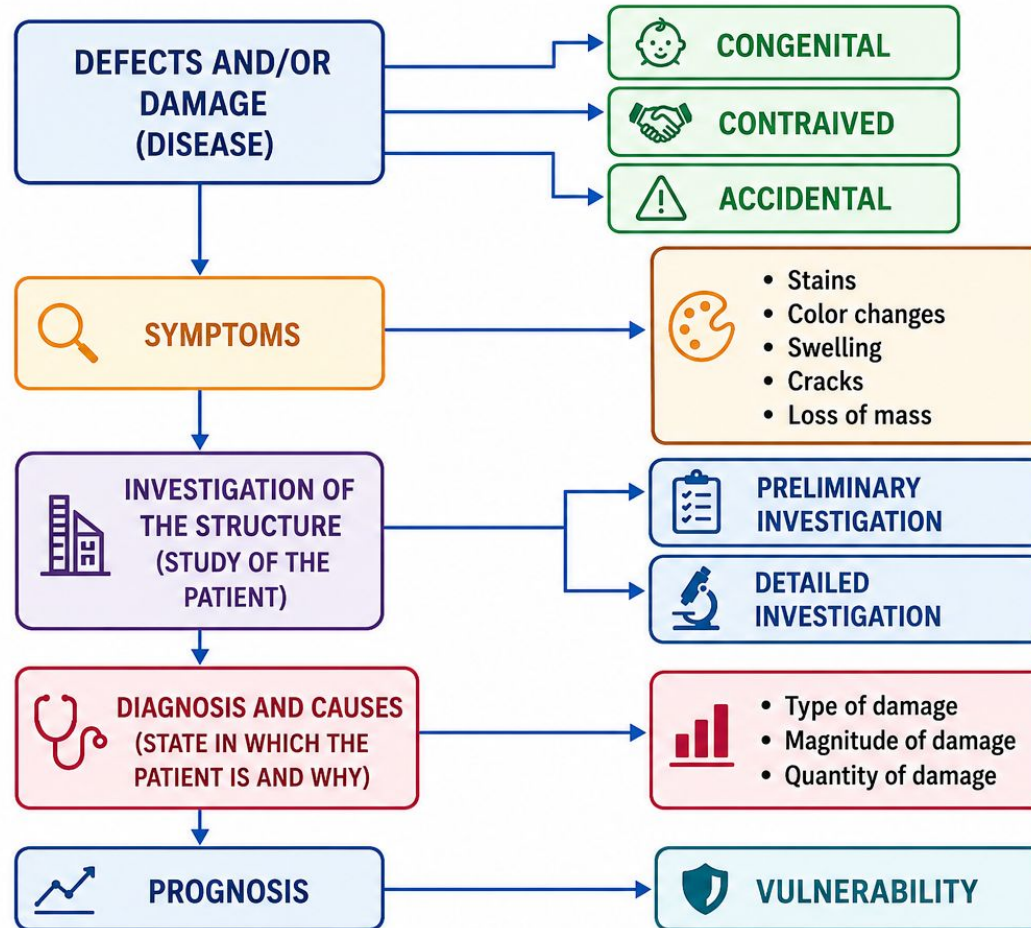 DEFECTS AND/OR
DAMAGE
(DISEASE)
CONGENITAL
CONTRAIVED
ACCIDENTAL
SYMPTOMS
• Stains
• Color changes
• Swelling
• Cracks
• Loss of mass
INVESTIGATION OF
THE STRUCTURE
(STUDY OF THE
PATIENT)
PRELIMINARY
INVESTIGATION
DETAILED
INVESTIGATION
DIAGNOSIS AND CAUSES
(STATE IN WHICH THE
PATIENT IS AND WHY)
• Type of damage
• Magnitude of damage
• Quantity of damage
PROGNOSIS
VULNERABILITY